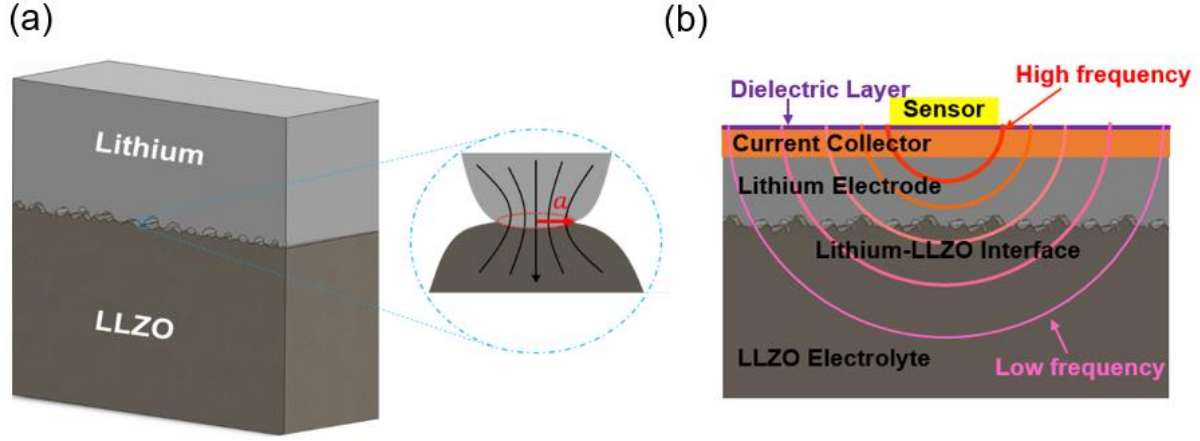 (a)
Lithium
LLZO
a
(b)
High frequency
Dielectric Layer
Sensor
Current Collector
Lithium Electrode
Lithium-LLZO Interface
LLZO Electrolyte
Low frequency